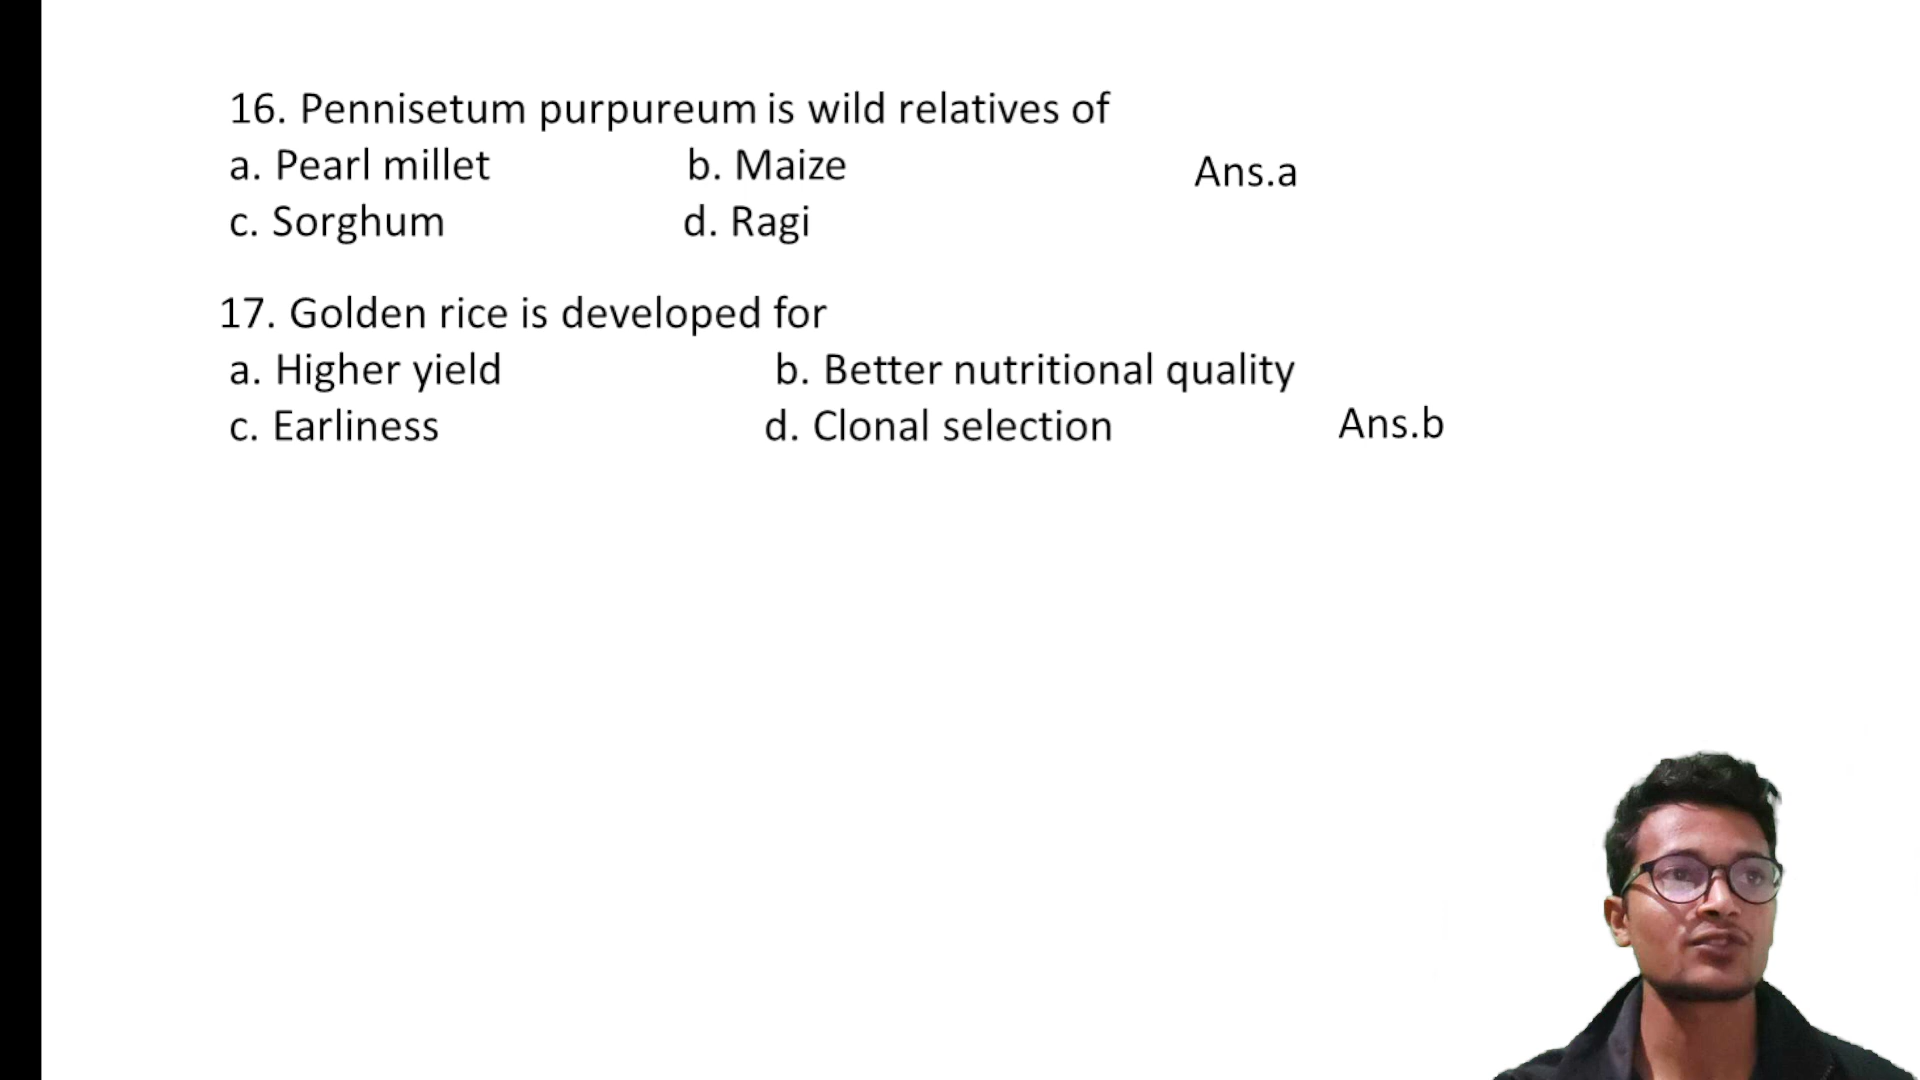 16. Pennisetum purpureum is wild relatives of
a. Pearl millet b. Maize Ans.a
c. Sorghum d. Ragi
17. Golden rice is developed for
a. Higher yield b. Better nutritional quality
c. Earliness d. Clonal selection Ans.b